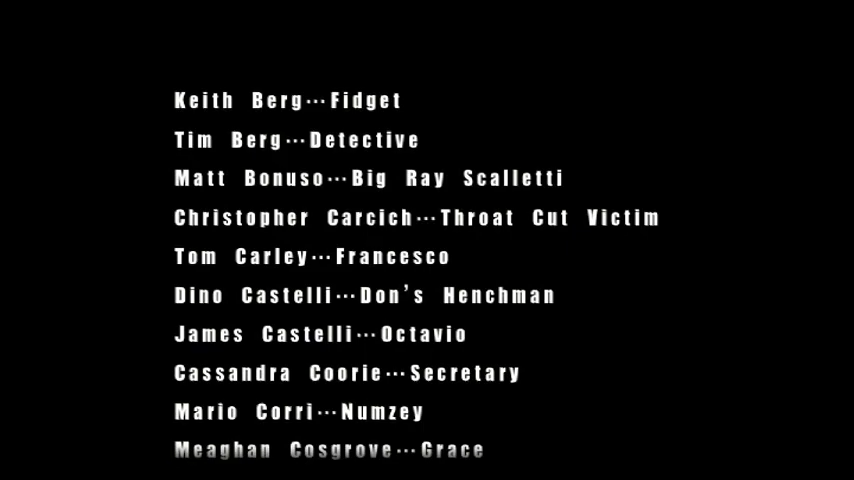 Keith Berg···Fidget
Tim Berg···Detective
Matt Bonuso···Big Ray Scalletti
Christopher Carcich···Throat Cut Victim
Tom Carley···Francesco
Dino Castelli···Don's Henchman
James Castelli···Octavio
Cassandra Coorie···Secretary
Mario Corri···Numzey
Meaghan Cosgrove···Grace